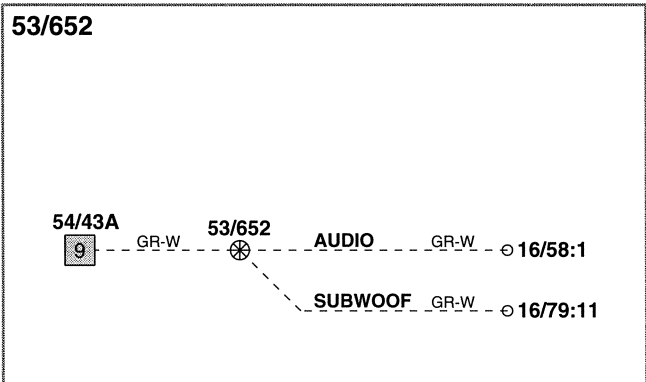 53/652
54/43A
53/652
9
GR-W
AUDIO
GR-W
16/58:1
SUBWOOF
GR-W
16/79:11